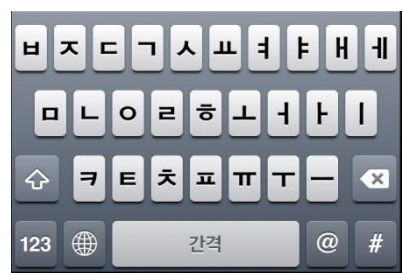 ㅂ ㅈ ㄷ ㄱ ㅅ ㅛ ㅕ ㅑ ㅐ ㅔ
ㅁ ㄴ ㅇ ㄹ ㅎ ㅗ ㅓ ㅏ ㅣ
ㅋ ㅌ ㅊ ㅍ ㅠ ㅜ ㅡ
123 간격 @ #